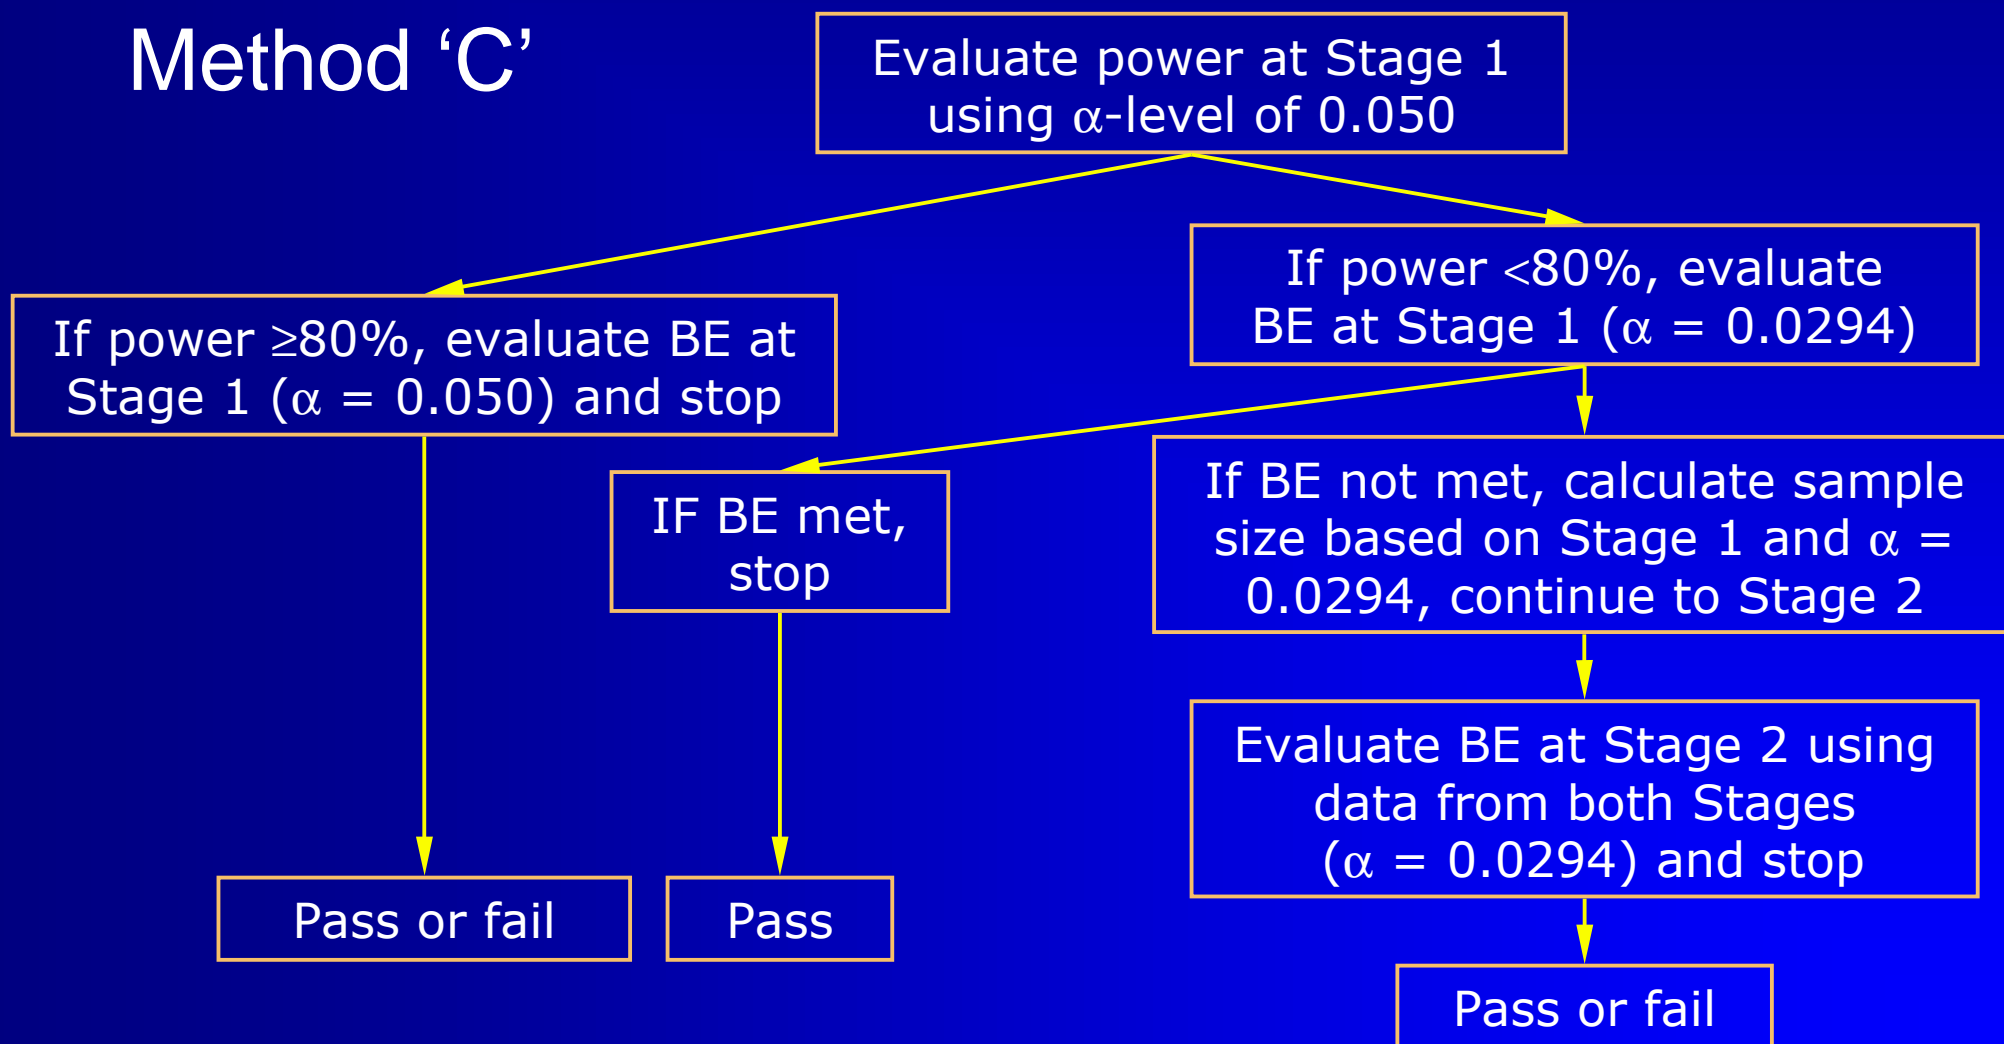 Method ‘C’
Evaluate power at Stage 1
using α-level of 0.050
If power <80%, evaluate
BE at Stage 1 (α = 0.0294)
If power ≥80%, evaluate BE at
Stage 1 (α = 0.050) and stop
IF BE met,
stop
If BE not met, calculate sample
size based on Stage 1 and α =
0.0294, continue to Stage 2
Evaluate BE at Stage 2 using
data from both Stages
(α = 0.0294) and stop
Pass or fail
Pass
Pass or fail